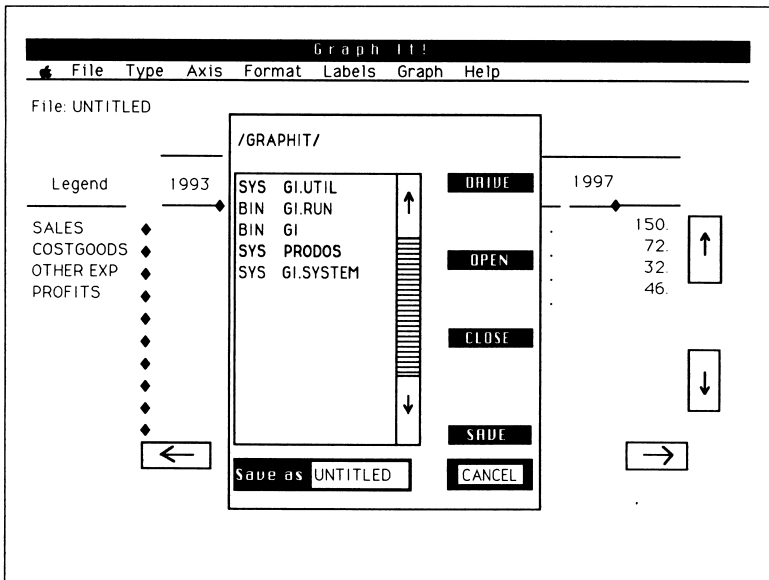 Graph It!
File Type Axis Format Labels Graph Help
File: UNTITLED
/GRAPHIT/
Legend 1993 1997
SYS GI.UTIL
BIN GI.RUN
BIN GI
SYS PRODOS
SYS GI.SYSTEM
DRIVE
OPEN
CLOSE
SAVE
CANCEL
Save as UNTITLED
SALES 150.
COSTGOODS 72.
OTHER EXP 32.
PROFITS 46.